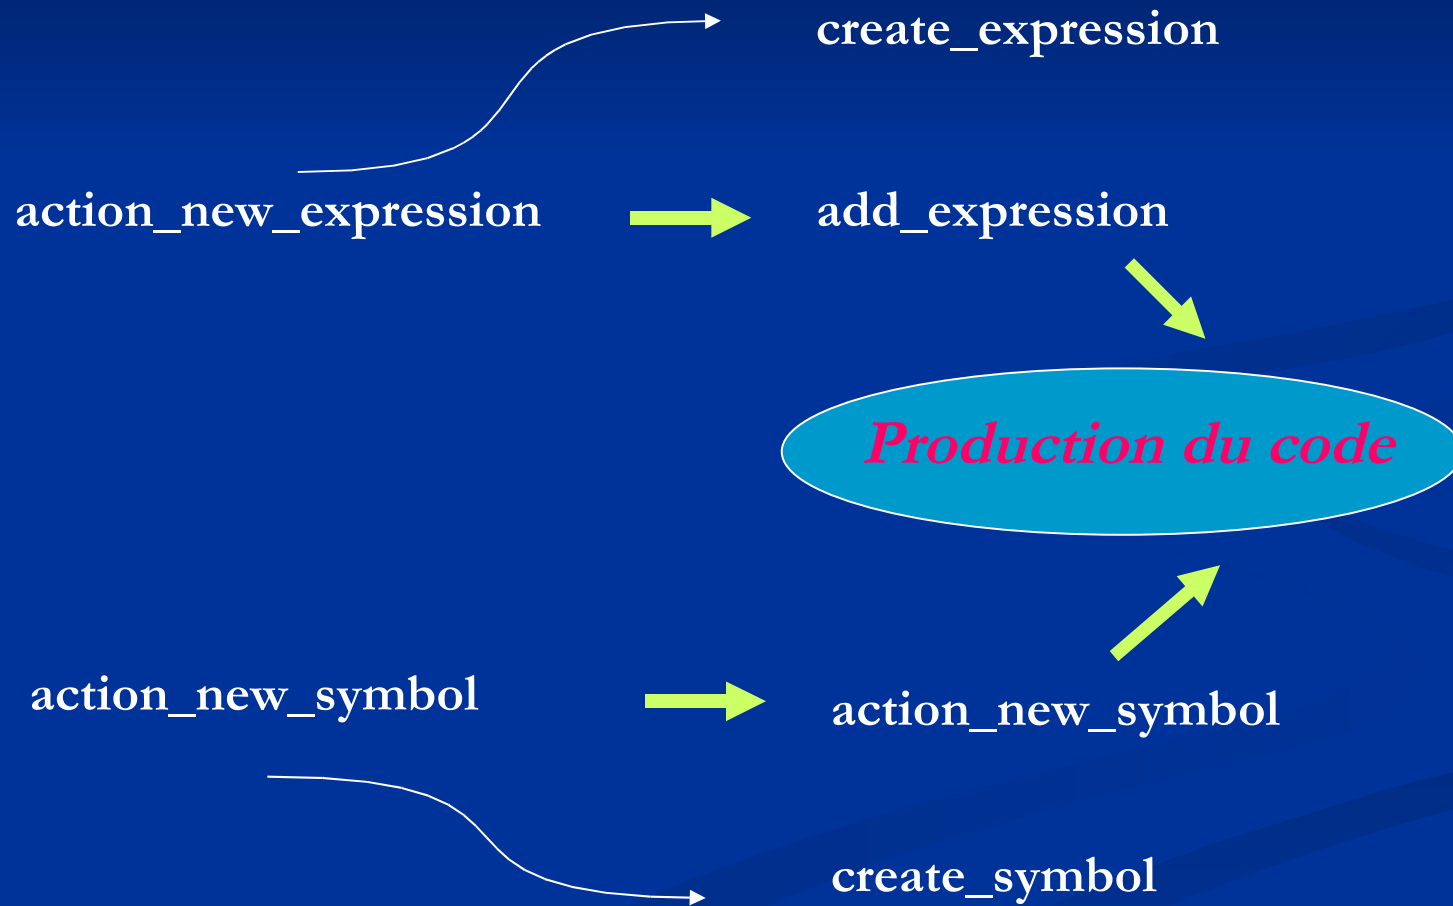 create_expression
action_new_expression
add_expression
Production du code
action_new_symbol
action_new_symbol
create_symbol